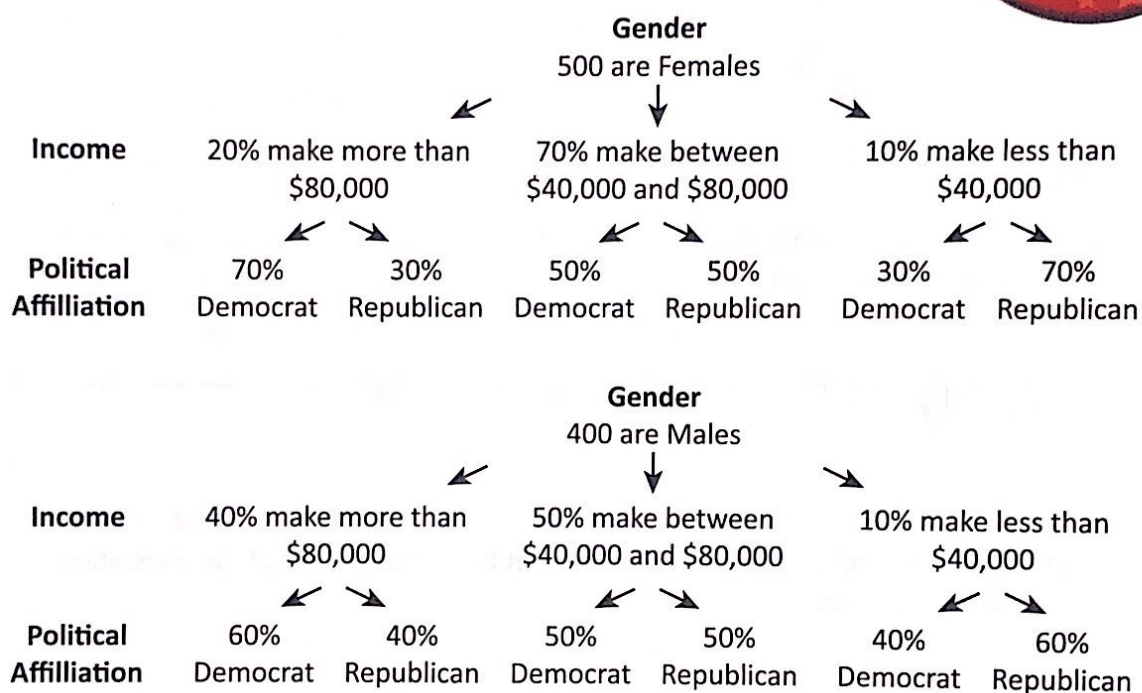 Gender
500 are Females
Income 20% make more than 70% make between 10% make less than
$80,000 $40,000 and $80,000 $40,000
Political 70% 30% 50% 50% 30% 70%
Affilliation Democrat Republican Democrat Republican Democrat Republican
Gender
400 are Males
Income 40% make more than 50% make between 10% make less than
$80,000 $40,000 and $80,000 $40,000
Political 60% 40% 50% 50% 40% 60%
Affilliation Democrat Republican Democrat Republican Democrat Republican